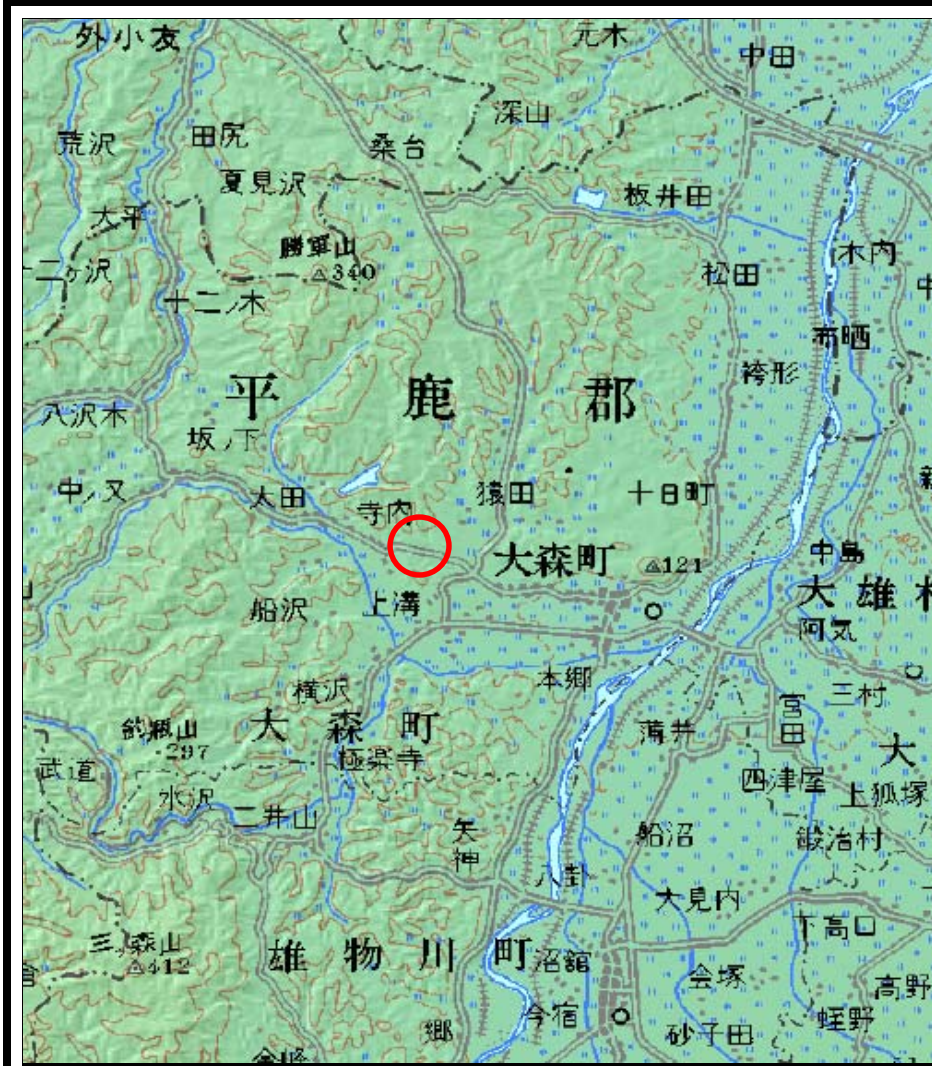 外小友
元木
中田
深山
荒沢
田尻
桑台
夏見沢
板井田
大平
勝軍山
△340
木内
二ヶ沢
松田
十二ノ木
布晒
袴形
平鹿郡
八沢木
坂ノ下
中ノ又
太田
猿田
十日町
寺内
大森町
△121
中島
船沢
上溝
大雄村
阿気
本郷
三村
横沢
宮田
薄井
大森町
297
大
極楽寺
武道
四津屋
上狐塚
水沢
二井山
船沼
鍛治村
矢神
八卦
大見内
下高口
三ッ森山
△412
雄物川町
沼舘
会塚
高野
今宿
蛭野
郷
砂子田